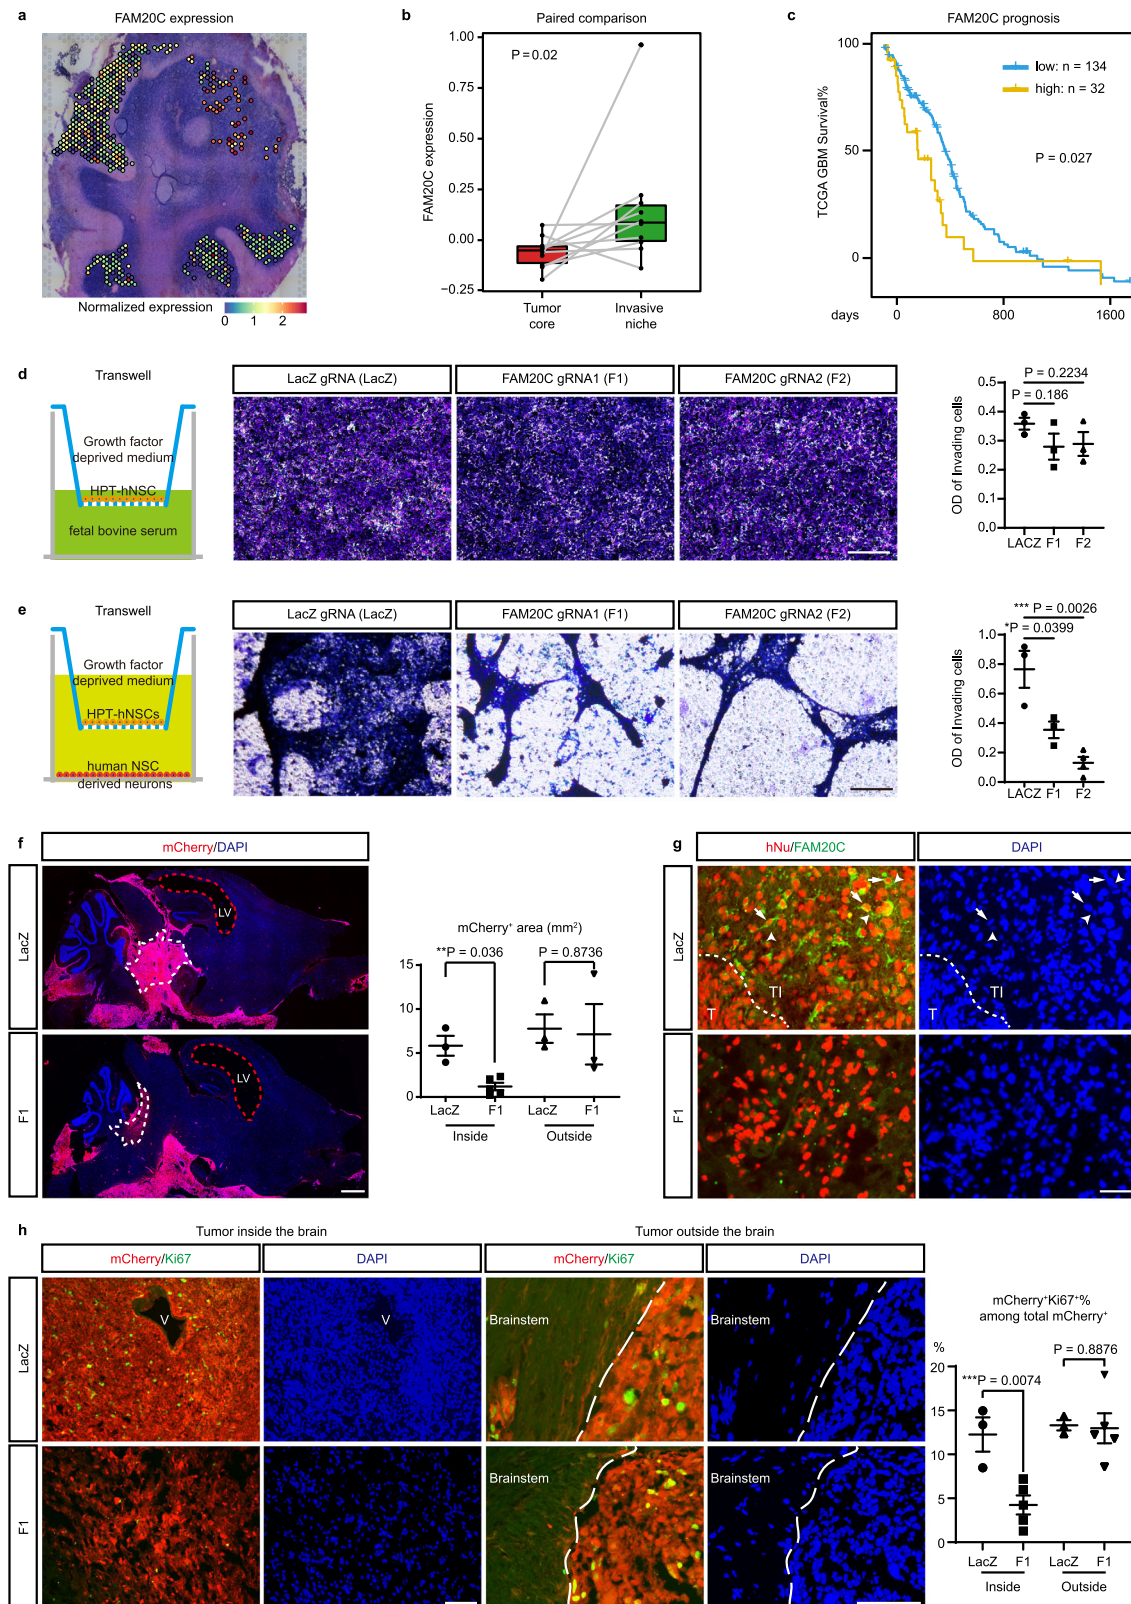 a
FAM20C expression
Normalized expression
0 1 2
b
Paired comparison
P = 0.02
FAM20C expression
1.00
0.75
0.50
0.25
0.00
−0.25
Tumor core
Invasive niche
c
FAM20C prognosis
low: n = 134
high: n = 32
P = 0.027
TCGA GBM Survival%
100
50
0
days
0 800 1600
d
Transwell
Growth factor
deprived medium
HPT-hNSC
fetal bovine serum
LacZ gRNA (LacZ)
FAM20C gRNA1 (F1)
FAM20C gRNA2 (F2)
P = 0.2234
P = 0.186
OD of Invading cells
0.5
0.4
0.3
0.2
0.1
0.0
LACZ F1 F2
e
Transwell
Growth factor
deprived medium
HPT-hNSCs
human NSC
derived neurons
LacZ gRNA (LacZ)
FAM20C gRNA1 (F1)
FAM20C gRNA2 (F2)
*** P = 0.0026
*P = 0.0399
OD of Invading cells
1.0
0.8
0.6
0.4
0.2
0.0
LACZ F1 F2
f
mCherry/DAPI
LacZ
LV
F1
LV
mCherry⁺ area (mm²)
**P = 0.036
P = 0.8736
15
10
5
0
LacZ F1 LacZ F1
Inside Outside
g
hNu/FAM20C
DAPI
LacZ
T
TI
T
TI
F1
h
Tumor inside the brain
Tumor outside the brain
mCherry/Ki67
DAPI
mCherry/Ki67
DAPI
LacZ
V
V
Brainstem
Brainstem
F1
Brainstem
Brainstem
mCherry⁺Ki67⁺%
among total mCherry⁺
%
P = 0.8876
***P = 0.0074
20
15
10
5
0
LacZ F1 LacZ F1
Inside Outside